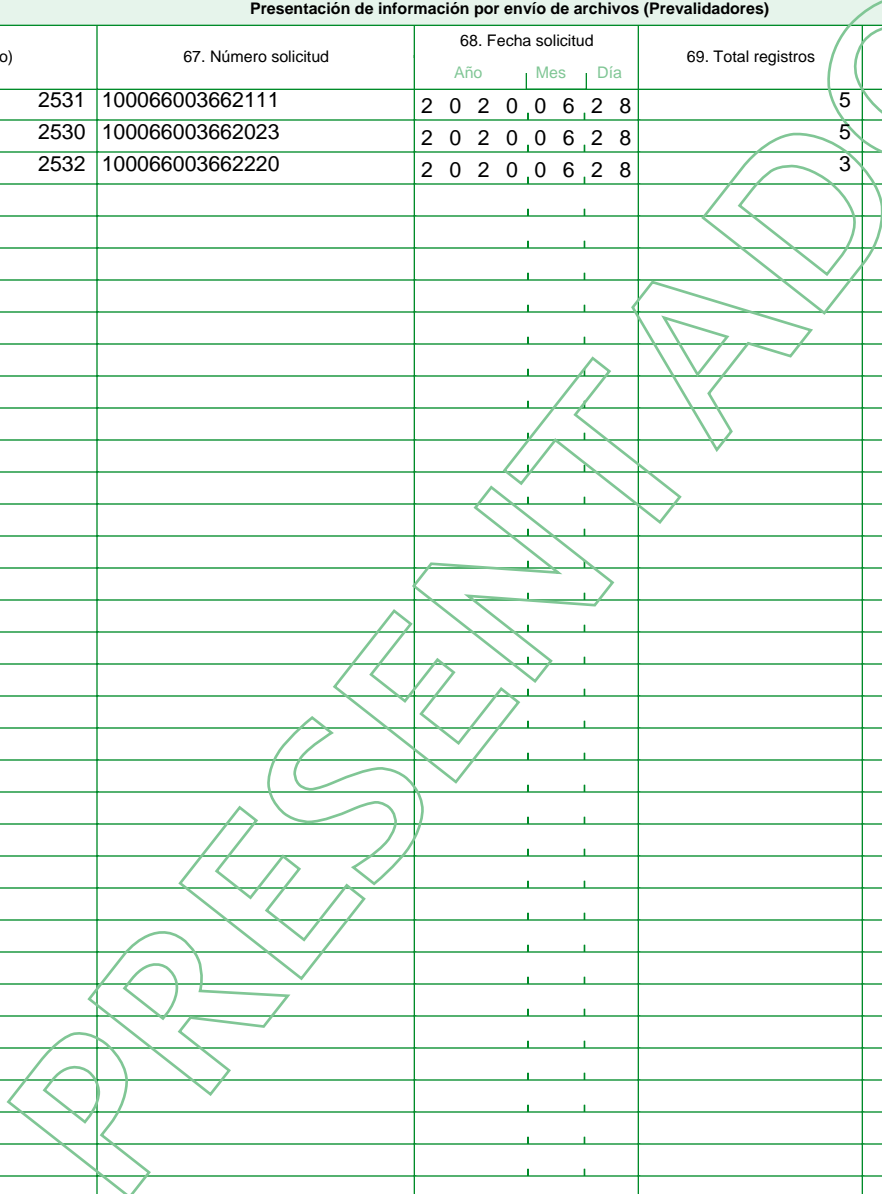 Presentación de información por envío de archivos (Prevalidadores)
o) 67. Número solicitud 68. Fecha solicitud 69. Total registros
Año Mes Día
2531 100066003662111 2 0 2 0 0 6 2 8 5
2530 100066003662023 2 0 2 0 0 6 2 8 5
2532 100066003662220 2 0 2 0 0 6 2 8 3
PRESENTADO